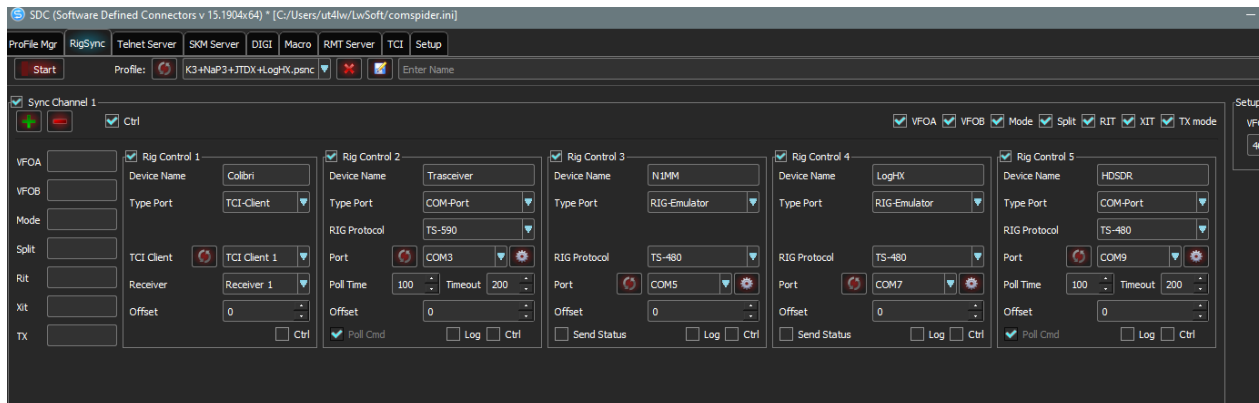 SDC (Software Defined Connectors v 15.1904x64) * [C:/Users/ut4lw/LwSoft/comspider.ini]
ProFile Mgr RigSync Telnet Server SKM Server DIGI Macro RMT Server TCI Setup
Start Profile: K3+NaP3+JTDX+LogHX.psnc Enter Name
Sync Channel 1 Setup
Ctrl VFOA VFOB Mode Split RIT XIT TX mode
VFOA Rig Control 1 Rig Control 2 Rig Control 3 Rig Control 4 Rig Control 5
Device Name Colibri Device Name Trasceiver Device Name N1MM Device Name LogHX Device Name HDSDR
VFOB
Type Port TCI-Client Type Port COM-Port Type Port RIG-Emulator Type Port RIG-Emulator Type Port COM-Port
Mode
RIG Protocol TS-590 RIG Protocol TS-480
Split TCI Client TCI Client 1 Port COM3 RIG Protocol TS-480 RIG Protocol TS-480 Port COM9
Rit Receiver Receiver 1 Poll Time 100 Timeout 200 Port COM5 Port COM7 Poll Time 100 Timeout 200
Xit Offset 0 Offset 0 Offset 0 Offset 0 Offset 0
TX Ctrl Poll Cmd Log Ctrl Send Status Log Ctrl Send Status Log Ctrl Poll Cmd Log Ctrl